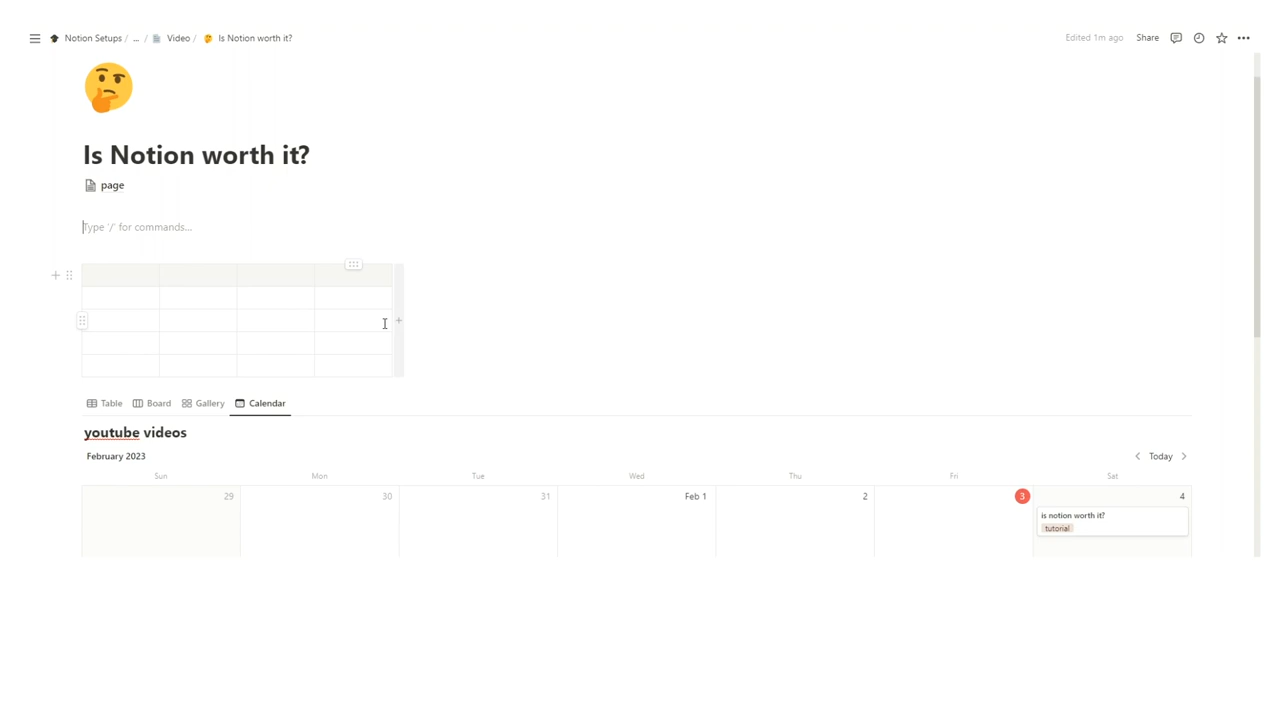 Notion Setups / ... / Video / Is Notion worth it?
Edited 1m ago Share
Is Notion worth it?
page
Type '/' for commands...
Table Board Gallery Calendar
youtube videos
February 2023
Today
Sun Mon Tue Wed Thu Fri Sat
29 30 31 Feb 1 2 3 4
is notion worth it?
tutorial